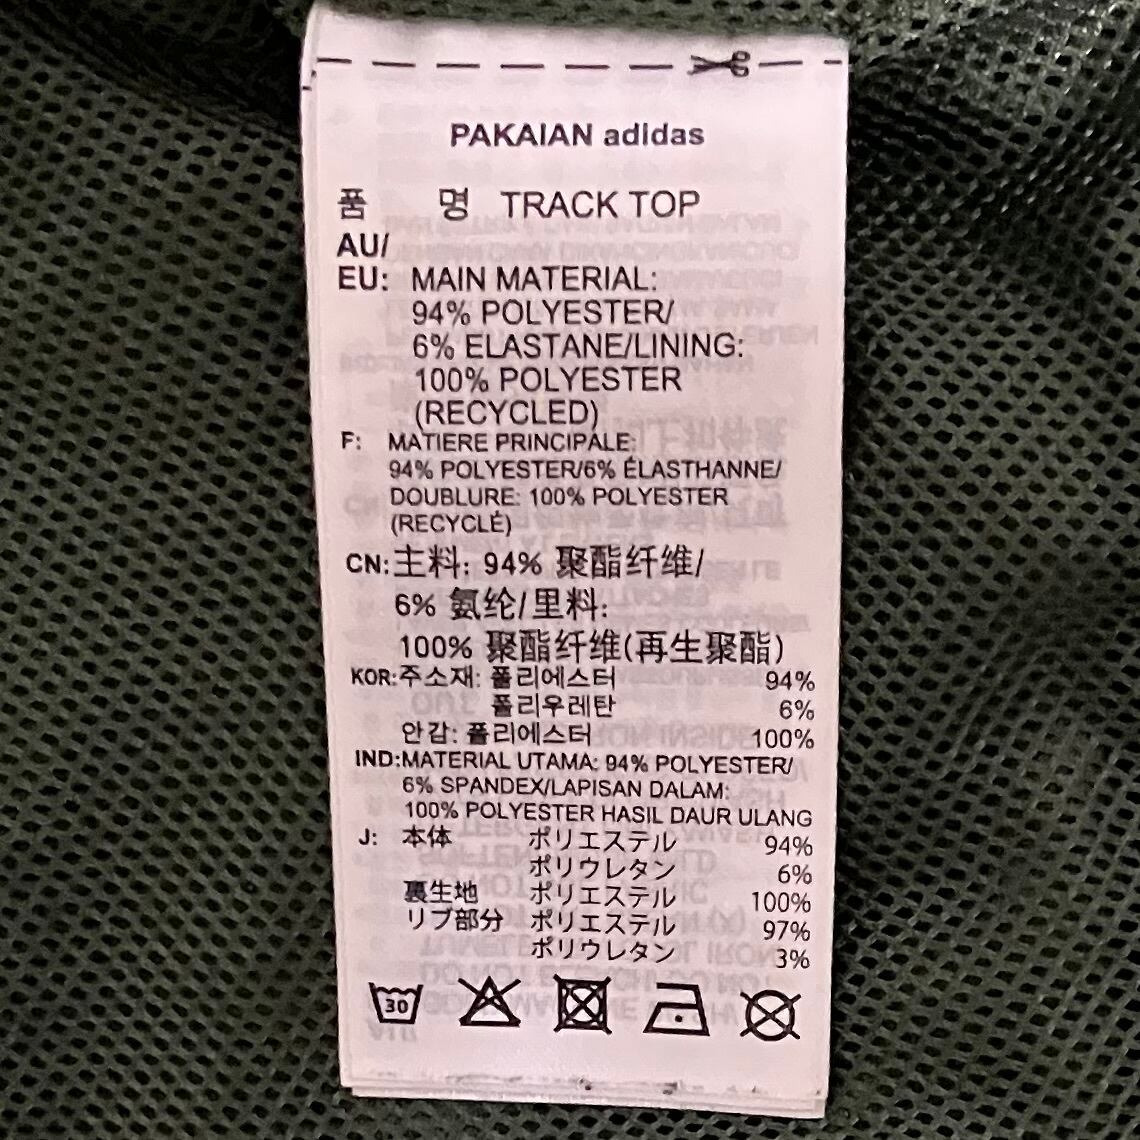 PAKAIAN adidas
품 명 TRACK TOP
AU/
EU: MAIN MATERIAL:
94% POLYESTER/
6% ELASTANE/LINING:
100% POLYESTER
(RECYCLED)
F: MATIERE PRINCIPALE:
94% POLYESTER/6% ÉLASTHANNE/
DOUBLURE: 100% POLYESTER
(RECYCLÉ)
CN: 主料: 94% 聚酯纤维/
6% 氨纶/里料:
100% 聚酯纤维(再生聚酯)
KOR: 주소재: 폴리에스터 94%
폴리우레탄 6%
안감: 폴리에스터 100%
IND: MATERIAL UTAMA: 94% POLYESTER/
6% SPANDEX/LAPISAN DALAM:
100% POLYESTER HASIL DAUR ULANG
J: 本体 ポリエステル 94%
ポリウレタン 6%
裏生地 ポリエステル 100%
リブ部分 ポリエステル 97%
ポリウレタン 3%
30